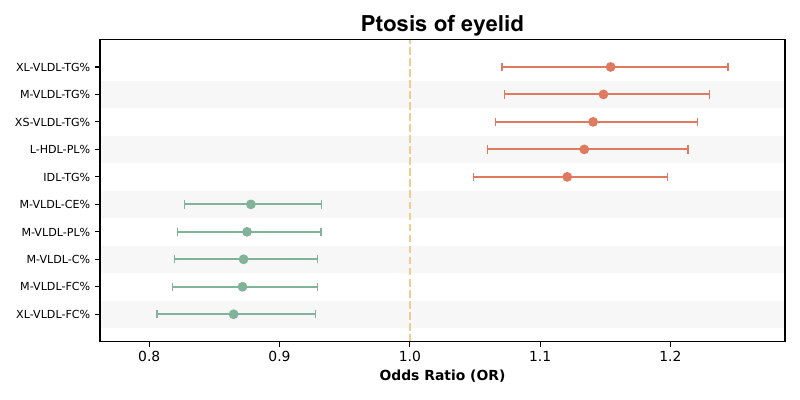 Ptosis of eyelid
XL-VLDL-TG%
M-VLDL-TG%
XS-VLDL-TG%
L-HDL-PL%
IDL-TG%
M-VLDL-CE%
M-VLDL-PL%
M-VLDL-C%
M-VLDL-FC%
XL-VLDL-FC%
0.8 0.9 1.0 1.1 1.2
Odds Ratio (OR)